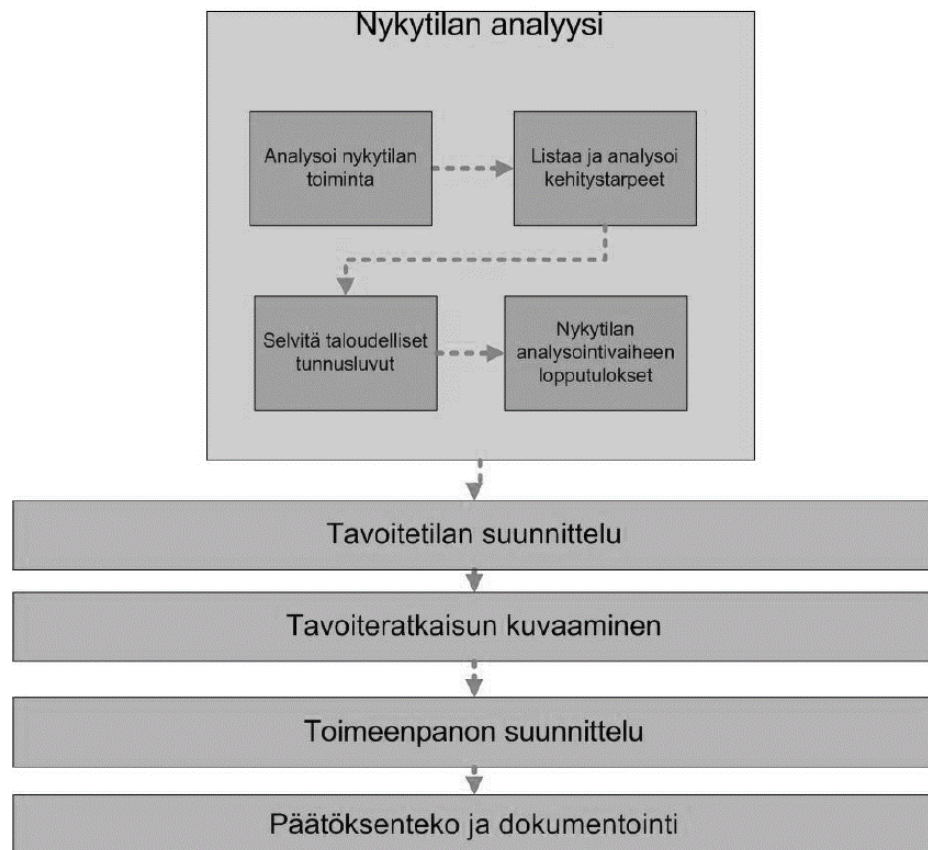 Nykytilan analyysi
Analysoi nykytilan
toiminta
Listaa ja analysoi
kehitystarpeet
Selvitä taloudelliset
tunnusluvut
Nykytilan
analysointivaiheen
lopputulokset
Tavoitetilan suunnittelu
Tavoiteratkaisun kuvaaminen
Toimeenpanon suunnittelu
Päätöksenteko ja dokumentointi